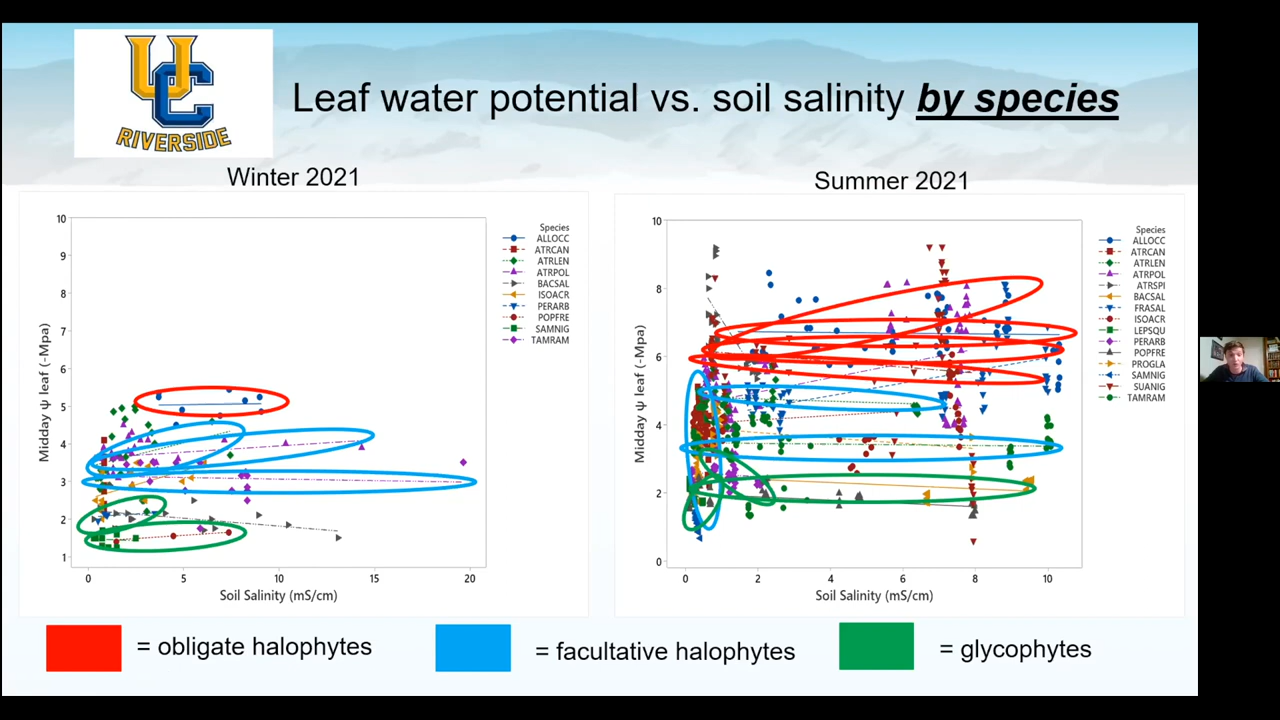 UC
RIVERSIDE
Leaf water potential vs. soil salinity by species
Winter 2021
Summer 2021
10
9
8
7
6
5
4
3
2
1
Midday ψ leaf (-Mpa)
0
5
10
15
20
Soil Salinity (mS/cm)
Species
ALLOCC
ATRCAN
ATRLEN
ATRPOL
BACSAL
ISOACR
PERARB
POPFRE
SAMNIG
TAMRAM
10
8
6
4
2
0
Midday ψ leaf (-Mpa)
0
2
4
6
8
10
Soil Salinity (mS/cm)
Species
ALLOCC
ATRCAN
ATRLEN
ATRPOL
ATRSPI
BACSAL
FRASAL
ISOACR
LEPSQU
PERARB
POPFRE
PROGLA
SAMNIG
SUANIG
TAMRAM
= obligate halophytes
= facultative halophytes
= glycophytes